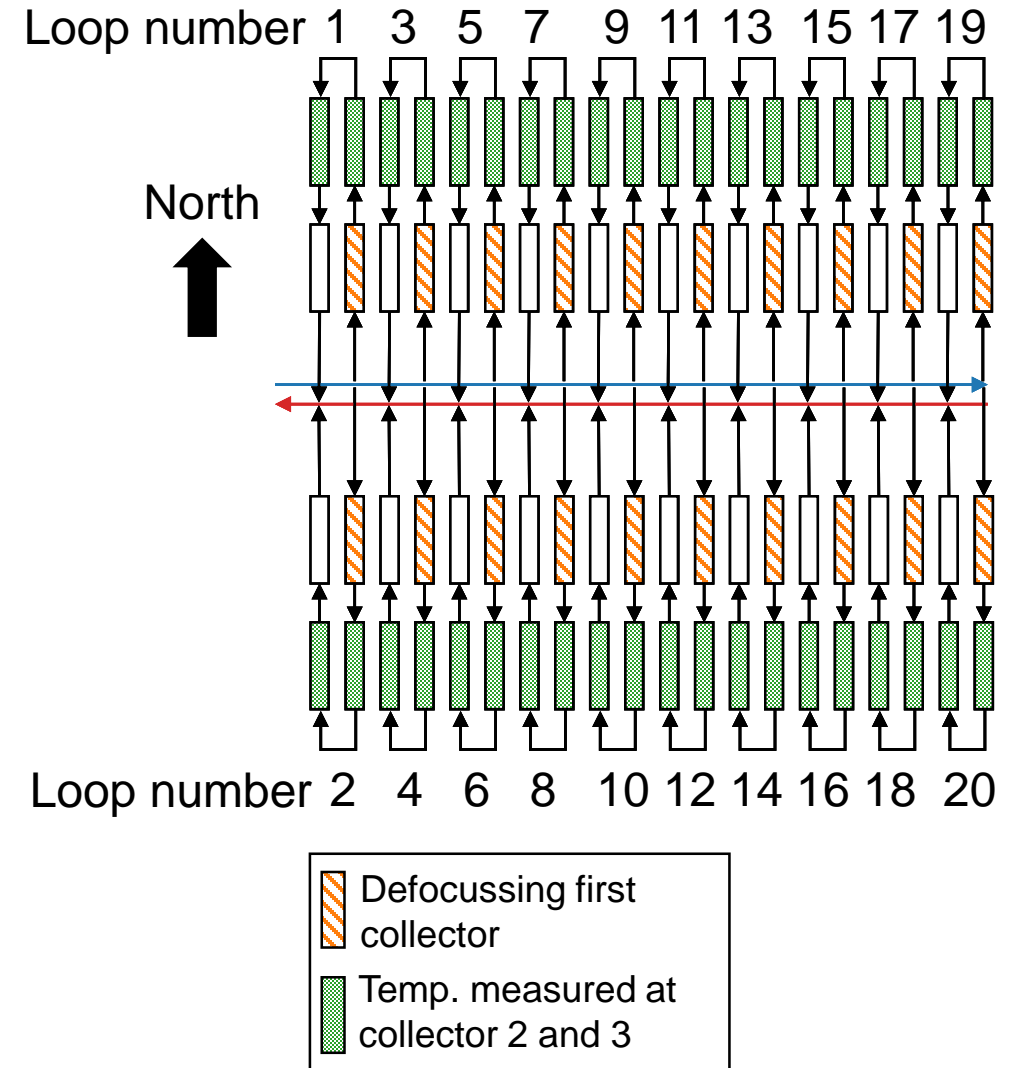 Loop number 1 3 5 7 9 11 13 15 17 19
North
Loop number 2 4 6 8 10 12 14 16 18 20
Defocussing first
collector
Temp. measured at
collector 2 and 3